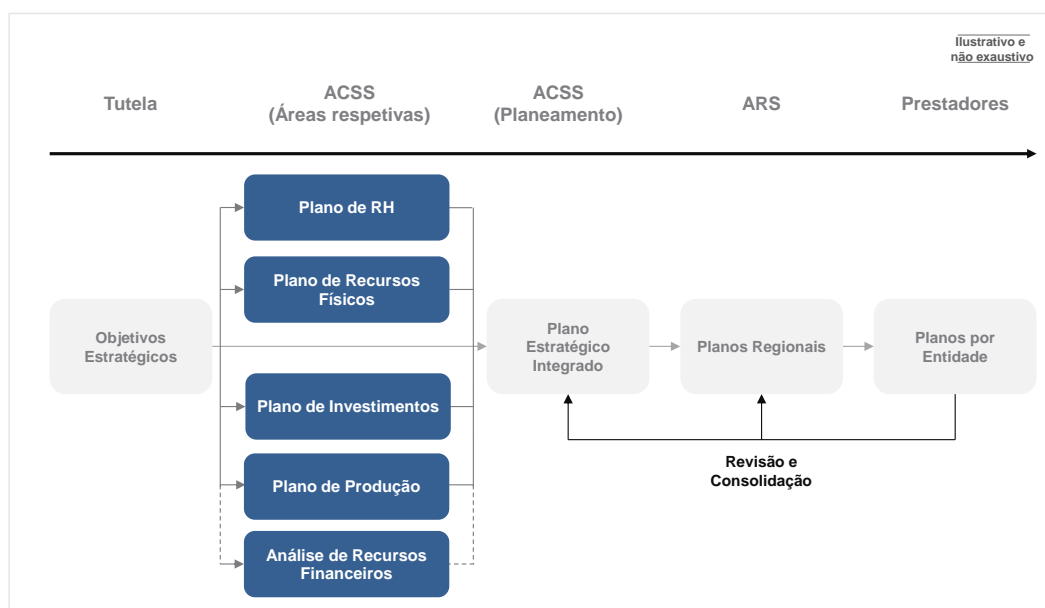 Ilustrativo e
não exaustivo
Tutela
ACSS
(Áreas respetivas)
ACSS
(Planeamento)
ARS
Prestadores
Plano de RH
Plano de Recursos
Físicos
Objetivos
Estratégicos
Plano
Estratégico
Integrado
Planos Regionais
Planos por
Entidade
Plano de Investimentos
Revisão e
Consolidação
Plano de Produção
Análise de Recursos
Financeiros